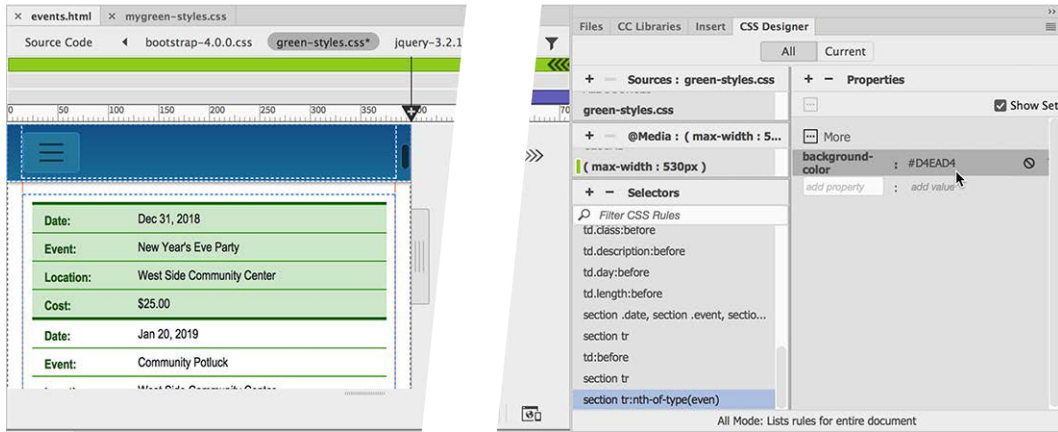 × events.html × mygreen-styles.css
Source Code bootstrap-4.0.0.css green-styles.css* jquery-3.2.1
0 50 100 150 200 250 300 350
Date: Dec 31, 2018
Event: New Year's Eve Party
Location: West Side Community Center
Cost: $25.00
Date: Jan 20, 2019
Event: Community Potluck
West Side Community Center
70
Files CC Libraries Insert CSS Designer
All Current
+ − Sources : green-styles.css
green-styles.css
+ − @Media : ( max-width : 5...
( max-width : 530px )
+ − Selectors
Filter CSS Rules
td.class:before
td.description:before
td.day:before
td.length:before
section .date, section .event, sectio...
section tr
td:before
section tr
section tr:nth-of-type(even)
+ − Properties
Show Set
More
background-
color : #D4EAD4
add property : add value
All Mode: Lists rules for entire document